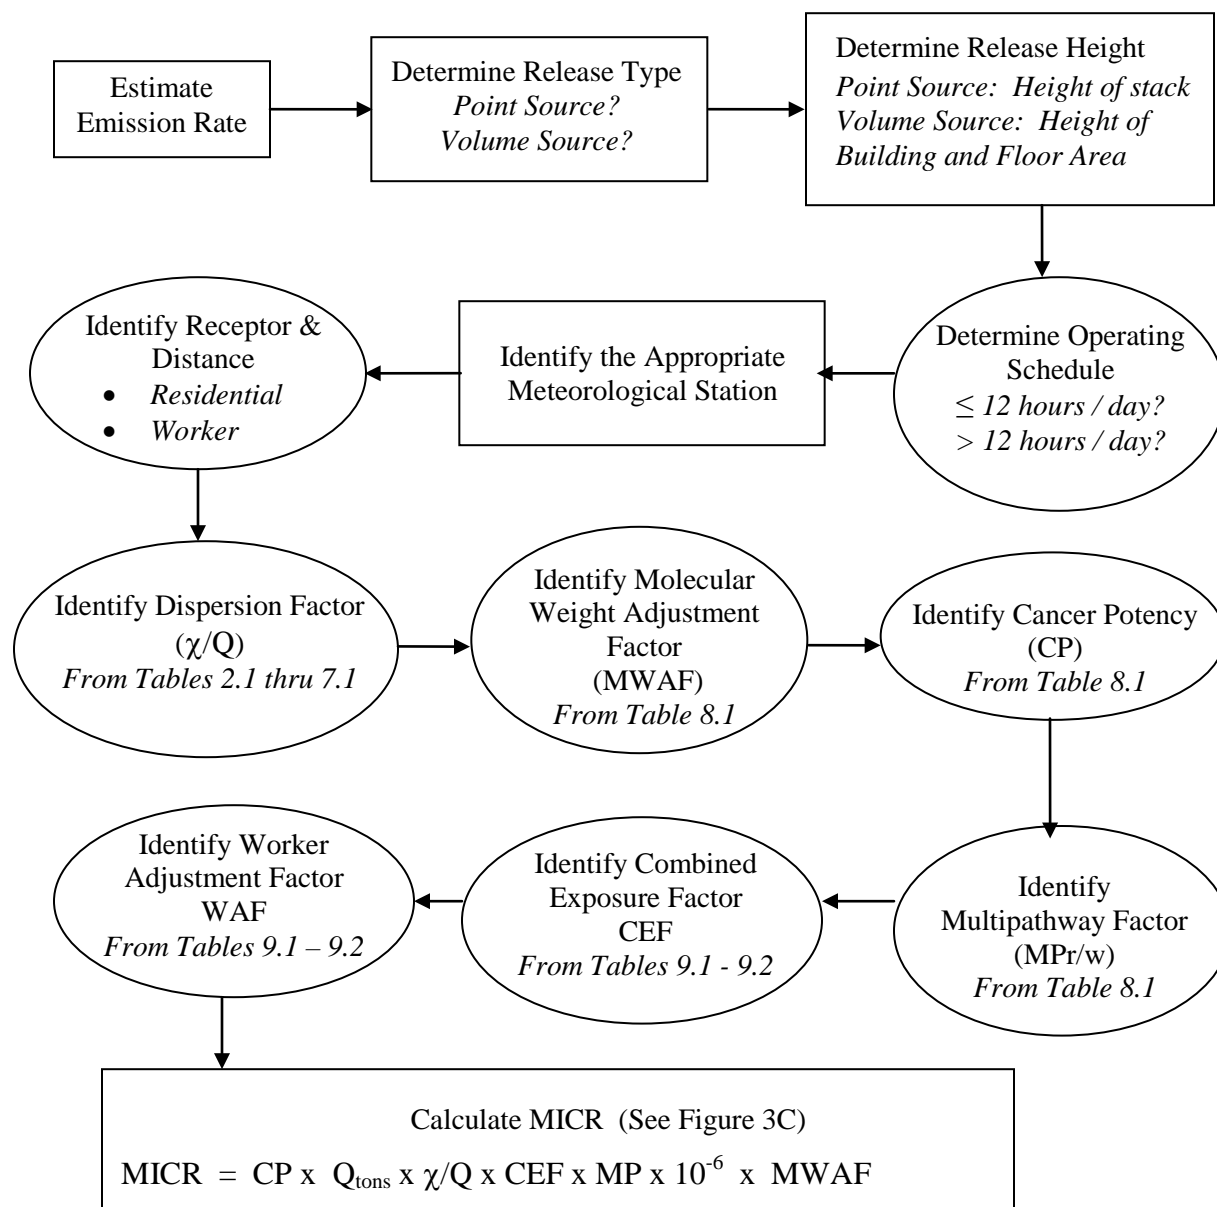 Estimate
Emission Rate
Determine Release Type
Point Source?
Volume Source?
Determine Release Height
Point Source: Height of stack
Volume Source: Height of
Building and Floor Area
Determine Operating
Schedule
≤ 12 hours / day?
> 12 hours / day?
Identify the Appropriate
Meteorological Station
Identify Receptor &
Distance
• Residential
• Worker
Identify Dispersion Factor
(χ/Q)
From Tables 2.1 thru 7.1
Identify Molecular
Weight Adjustment
Factor
(MWAF)
From Table 8.1
Identify Cancer Potency
(CP)
From Table 8.1
Identify
Multipathway Factor
(MPr/w)
From Table 8.1
Identify Combined
Exposure Factor
CEF
From Tables 9.1 - 9.2
Identify Worker
Adjustment Factor
WAF
From Tables 9.1 – 9.2
Calculate MICR (See Figure 3C)
MICR = CP x Qtons x χ/Q x CEF x MP x 10⁻⁶ x MWAF